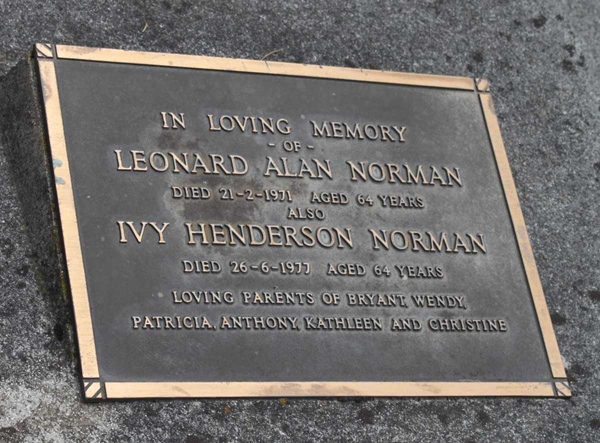 IN LOVING MEMORY
- OF -
LEONARD ALAN NORMAN
DIED 21-2-1971 AGED 64 YEARS
ALSO
IVY HENDERSON NORMAN
DIED 26-6-1977 AGED 64 YEARS
LOVING PARENTS OF BRYANT, WENDY,
PATRICIA, ANTHONY, KATHLEEN AND CHRISTINE